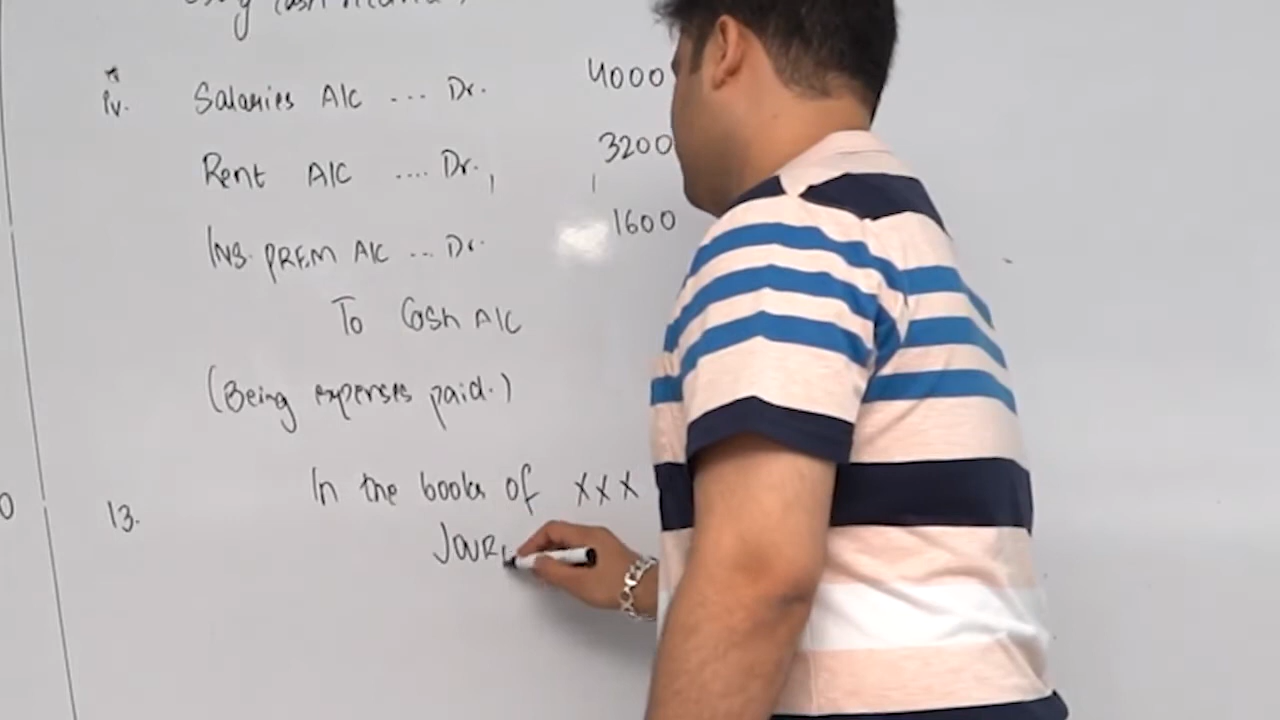 iv. Salaries A/c ... Dr. 4000
Rent A/c .... Dr. 3200
Ins. PREM A/c ... Dr. 1600
To Cash A/c
(Being expenses paid.)
In the books of XXX
13.
Jour